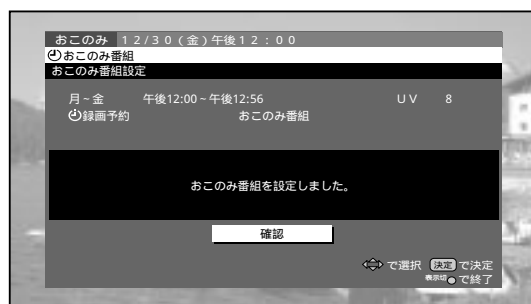 おこのみ 12/30(金)午後12:00
おこのみ番組
おこのみ番組設定
月~金 午後12:00~午後12:56 UV 8
録画予約 おこのみ番組
おこのみ番組を設定しました。
確認
で選択 決定 で決定
表示切 で終了